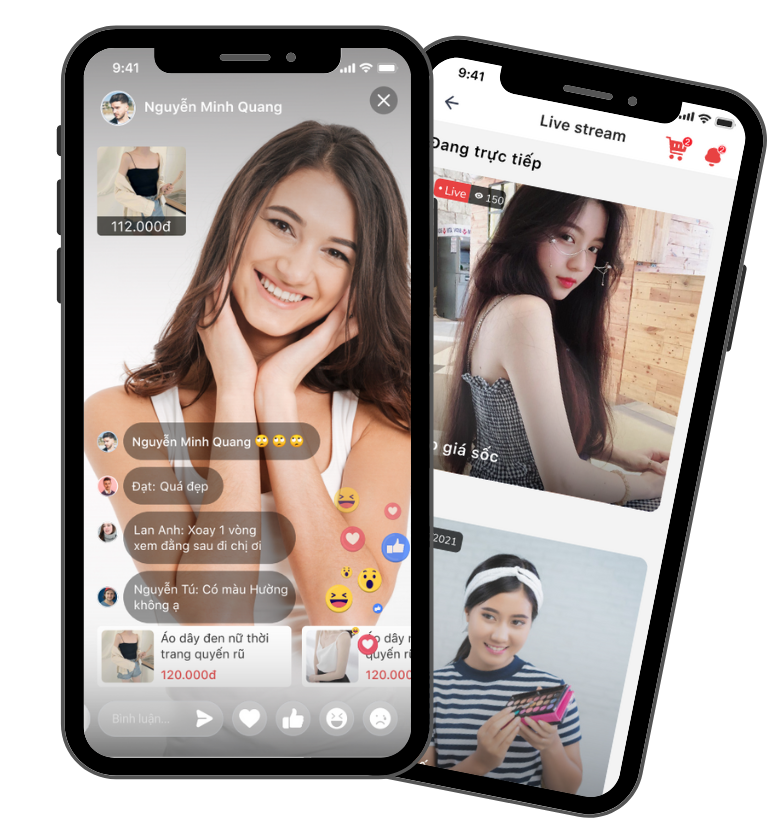 9:41
Nguyễn Minh Quang
112.000đ
Nguyễn Minh Quang 🙄 🙄 🙄
Đạt: Quá đẹp
Lan Anh: Xoay 1 vòng
xem đằng sau đi chị ơi
Nguyễn Tú: Có màu Hường
không ạ
Áo dây đen nữ thời
trang quyến rũ
120.000đ
Áo dây
quyến
120.000
Bình luận...
9:41
Live stream
2
2
Đang trực tiếp
• Live
150
giá sốc
2021